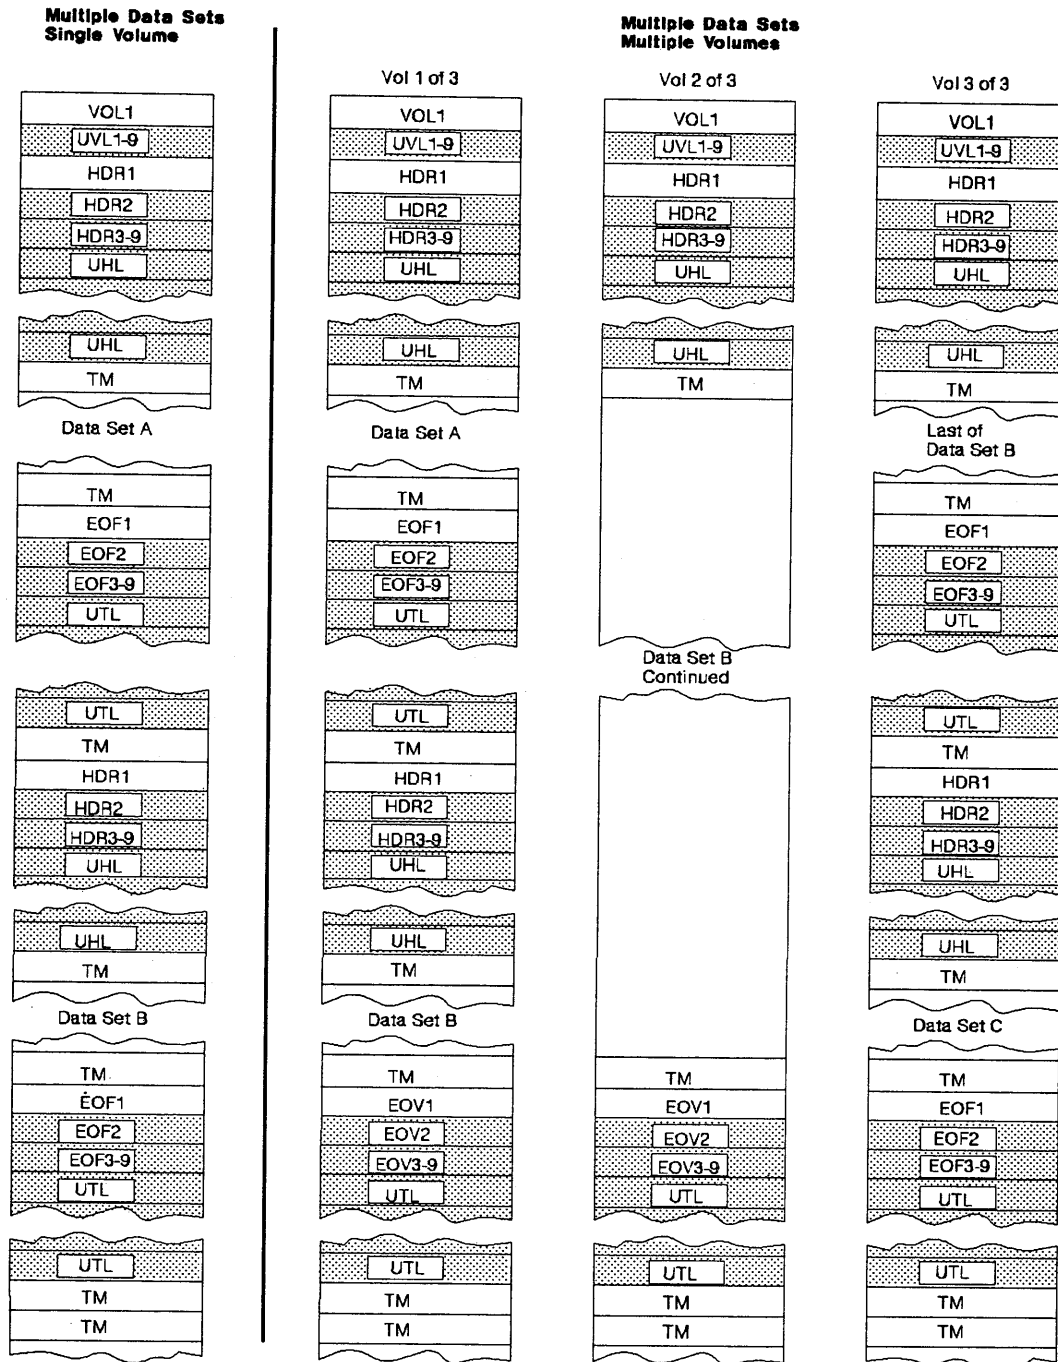 Multiple Data Sets
Single Volume
VOL1
UVL1-9
HDR1
HDR2
HDR3-9
UHL
UHL
TM
Data Set A
TM
EOF1
EOF2
EOF3-9
UTL
UTL
TM
HDR1
HDR2
HDR3-9
UHL
UHL
TM
Data Set B
TM
EOF1
EOF2
EOF3-9
UTL
UTL
TM
TM
Multiple Data Sets
Multiple Volumes
Vol 1 of 3
VOL1
UVL1-9
HDR1
HDR2
HDR3-9
UHL
UHL
TM
Data Set A
TM
EOF1
EOF2
EOF3-9
UTL
UTL
TM
HDR1
HDR2
HDR3-9
UHL
UHL
TM
Data Set B
TM
EOV1
EOV2
EOV3-9
UTL
UTL
TM
TM
Vol 2 of 3
VOL1
UVL1-9
HDR1
HDR2
HDR3-9
UHL
UHL
TM
Data Set B
Continued
TM
EOV1
EOV2
EOV3-9
UTL
UTL
TM
TM
Vol 3 of 3
VOL1
UVL1-9
HDR1
HDR2
HDR3-9
UHL
UHL
TM
Last of
Data Set B
TM
EOF1
EOF2
EOF3-9
UTL
UTL
TM
HDR1
HDR2
HDR3-9
UHL
UHL
TM
Data Set C
TM
EOF1
EOF2
EOF3-9
UTL
UTL
TM
TM